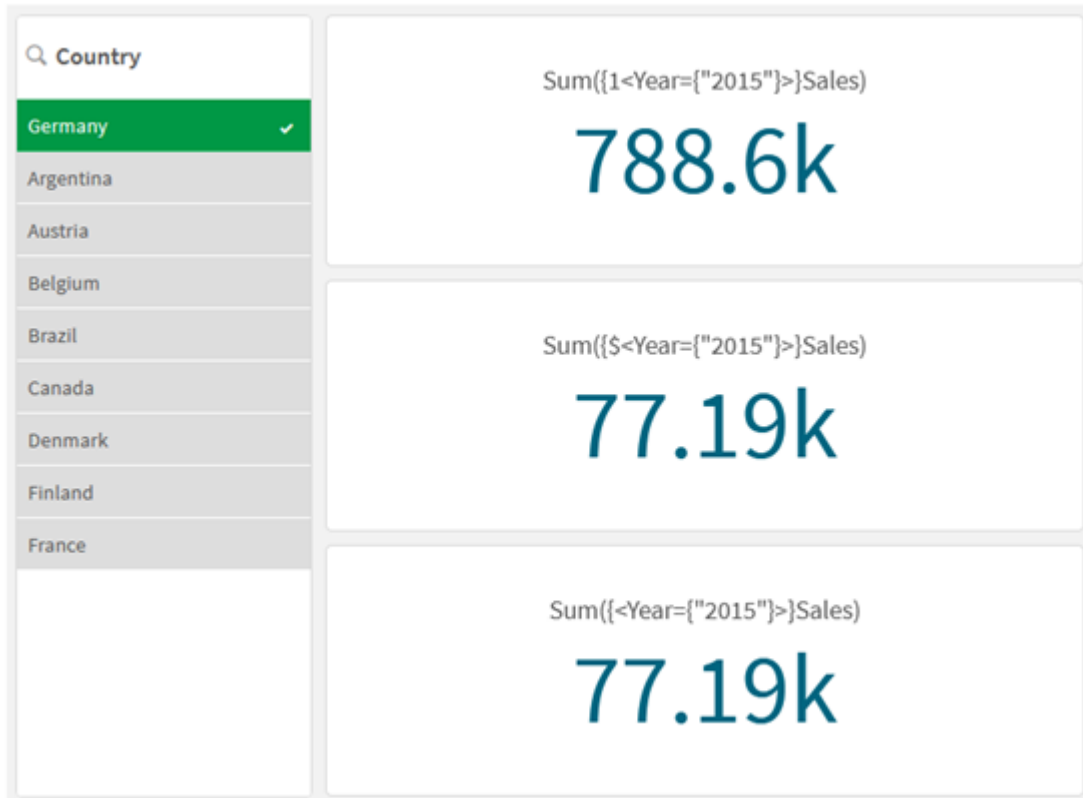 Country
Germany
Argentina
Austria
Belgium
Brazil
Canada
Denmark
Finland
France
Sum({1<Year={"2015"}>}Sales)
788.6k
Sum({$<Year={"2015"}>}Sales)
77.19k
Sum({<Year={"2015"}>}Sales)
77.19k